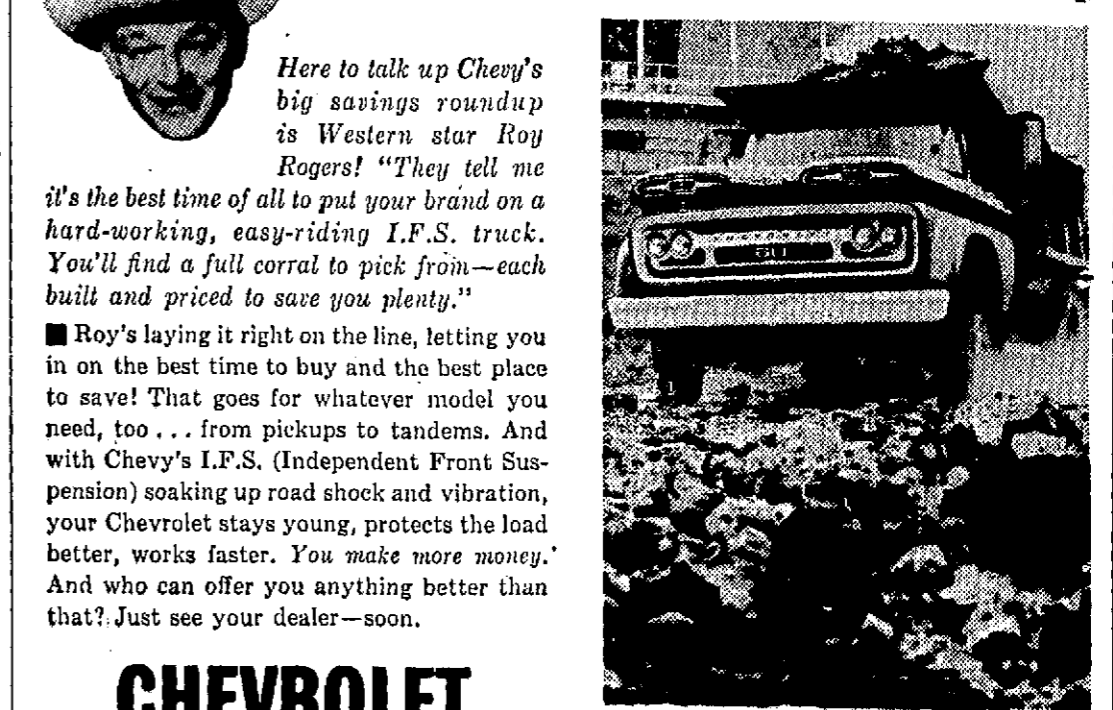 Here to talk up Chevy's
big savings roundup
is Western star Roy
Rogers! "They tell me
it's the best time of all to put your brand on a
hard-working, easy-riding I.F.S. truck.
You'll find a full corral to pick from—each
built and priced to save you plenty."
■ Roy's laying it right on the line, letting you
in on the best time to buy and the best place
to save! That goes for whatever model you
need, too . . . from pickups to tandems. And
with Chevy's I.F.S. (Independent Front Sus-
pension) soaking up road shock and vibration,
your Chevrolet stays young, protects the load
better, works faster. You make more money.
And who can offer you anything better than
that? Just see your dealer—soon.
CHEVROLET